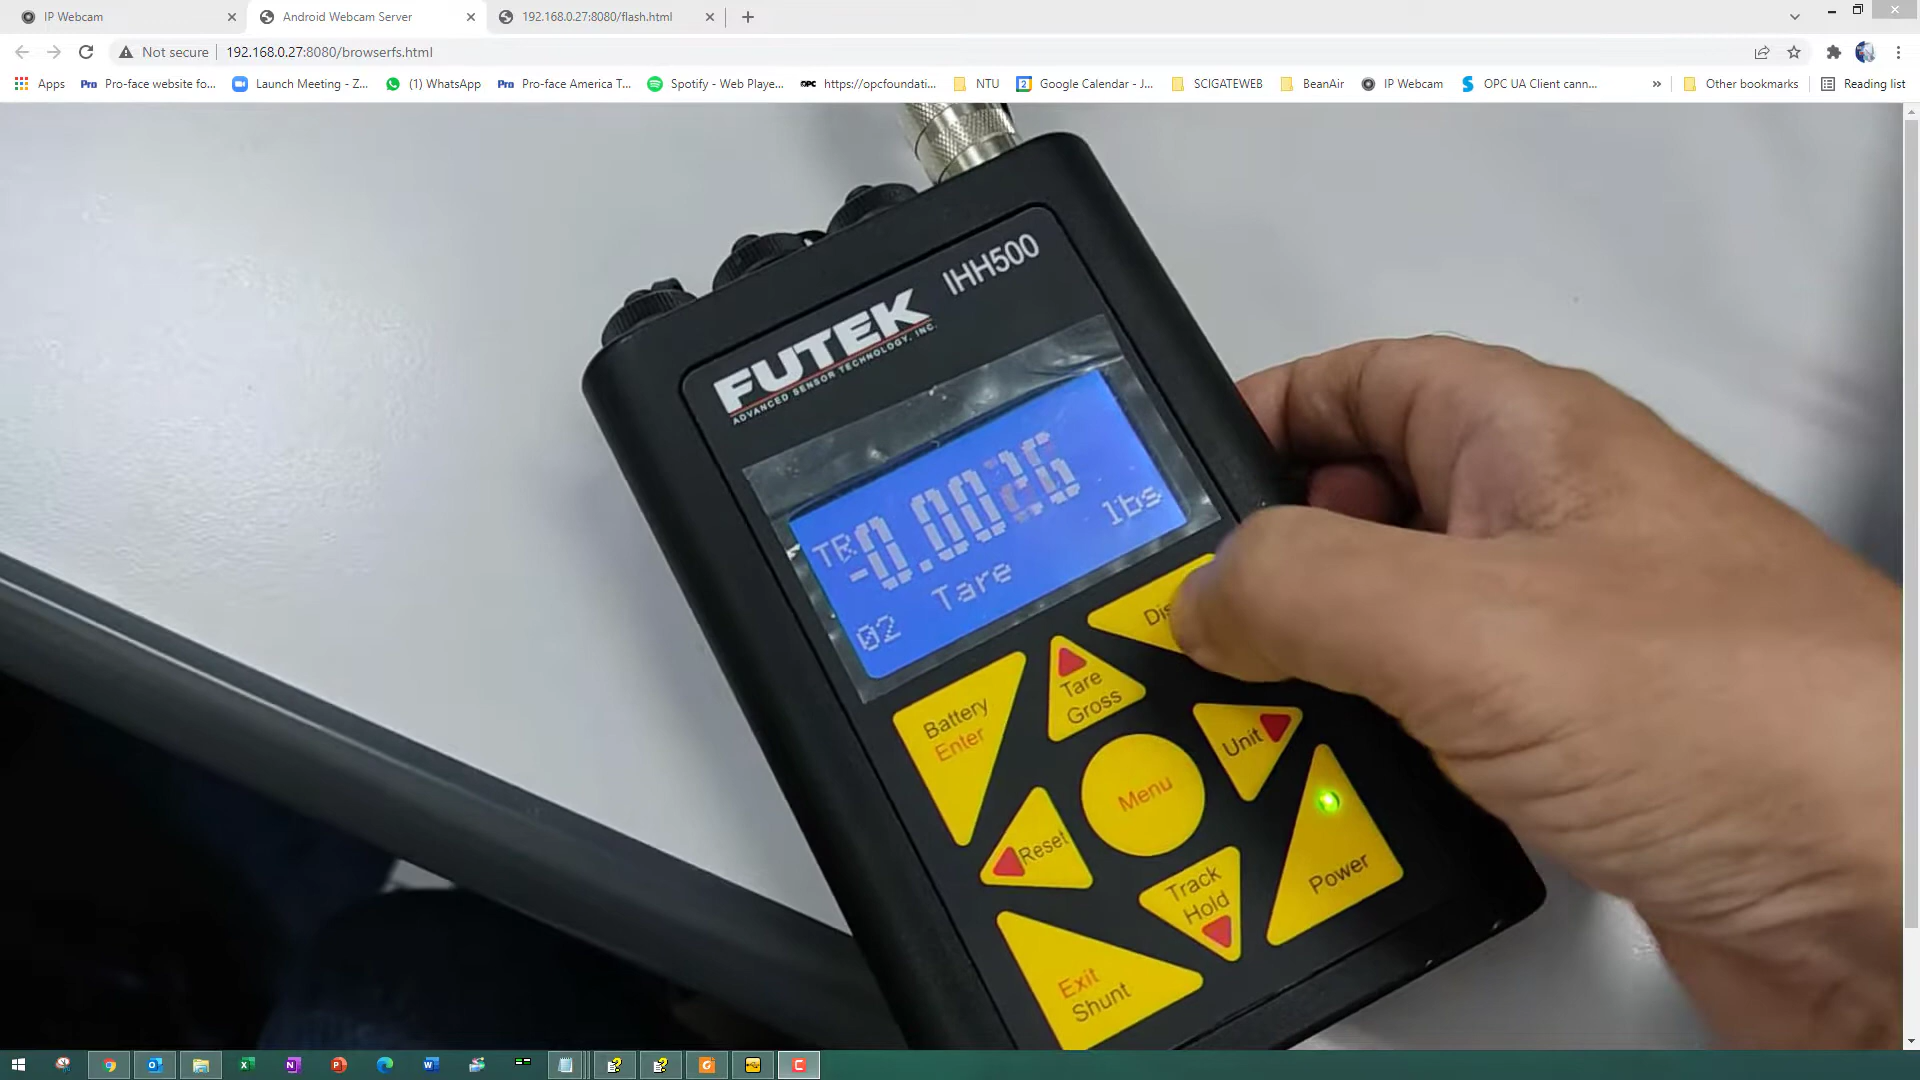 IP Webcam
Android Webcam Server
192.168.0.27:8080/flash.html
Not secure
192.168.0.27:8080/browserfs.html
Apps
Pro Pro-face website fo...
Launch Meeting - Z...
(1) WhatsApp
Pro Pro-face America T...
Spotify - Web Playe...
OPC https://opcfoundati...
NTU
Google Calendar - J...
SCIGATEWEB
BeanAir
IP Webcam
OPC UA Client cann...
»
Other bookmarks
Reading list
IHH500
FUTEK
ADVANCED SENSOR TECHNOLOGY, INC.
lbs
Tare
02
Battery
Enter
Tare
Gross
Unit
Menu
Reset
Track
Hold
Power
Exit
Shunt